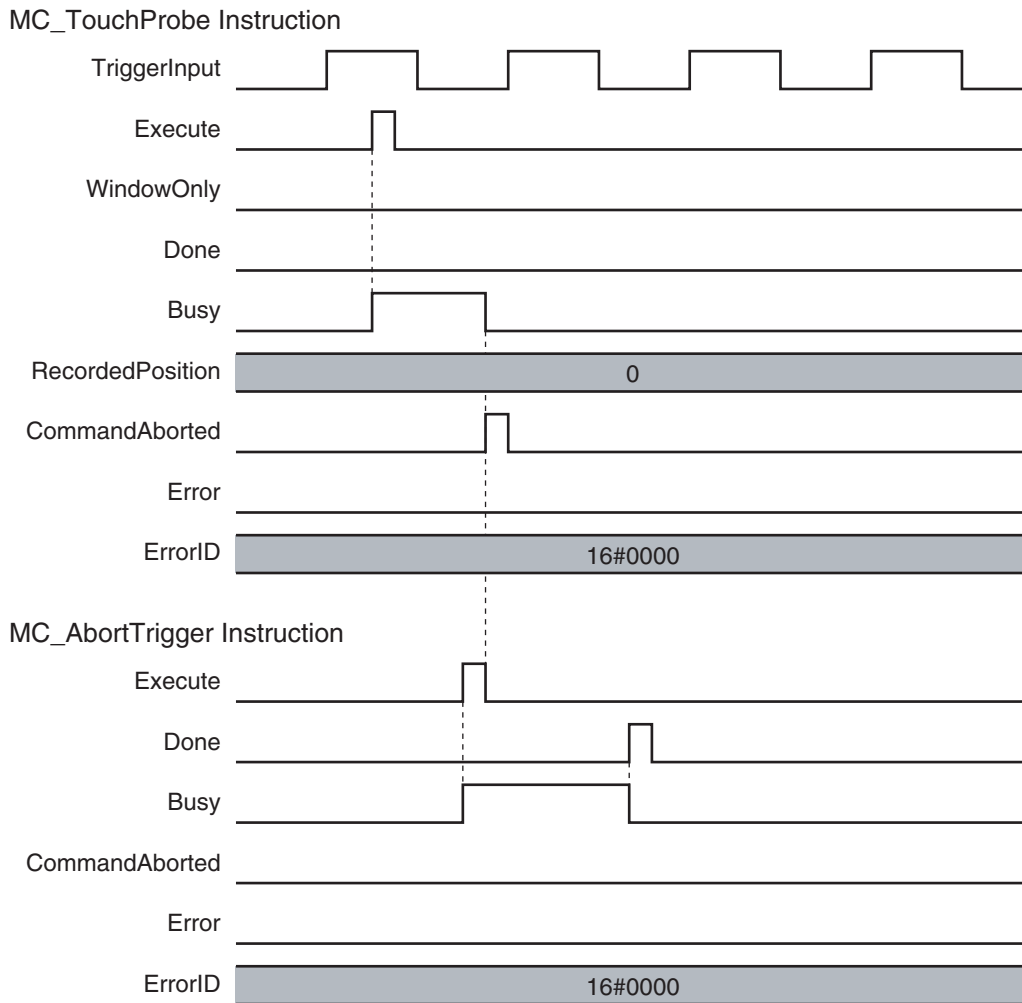 MC_TouchProbe Instruction
TriggerInput
Execute
WindowOnly
Done
Busy
RecordedPosition
0
CommandAborted
Error
ErrorID
16#0000
MC_AbortTrigger Instruction
Execute
Done
Busy
CommandAborted
Error
ErrorID
16#0000